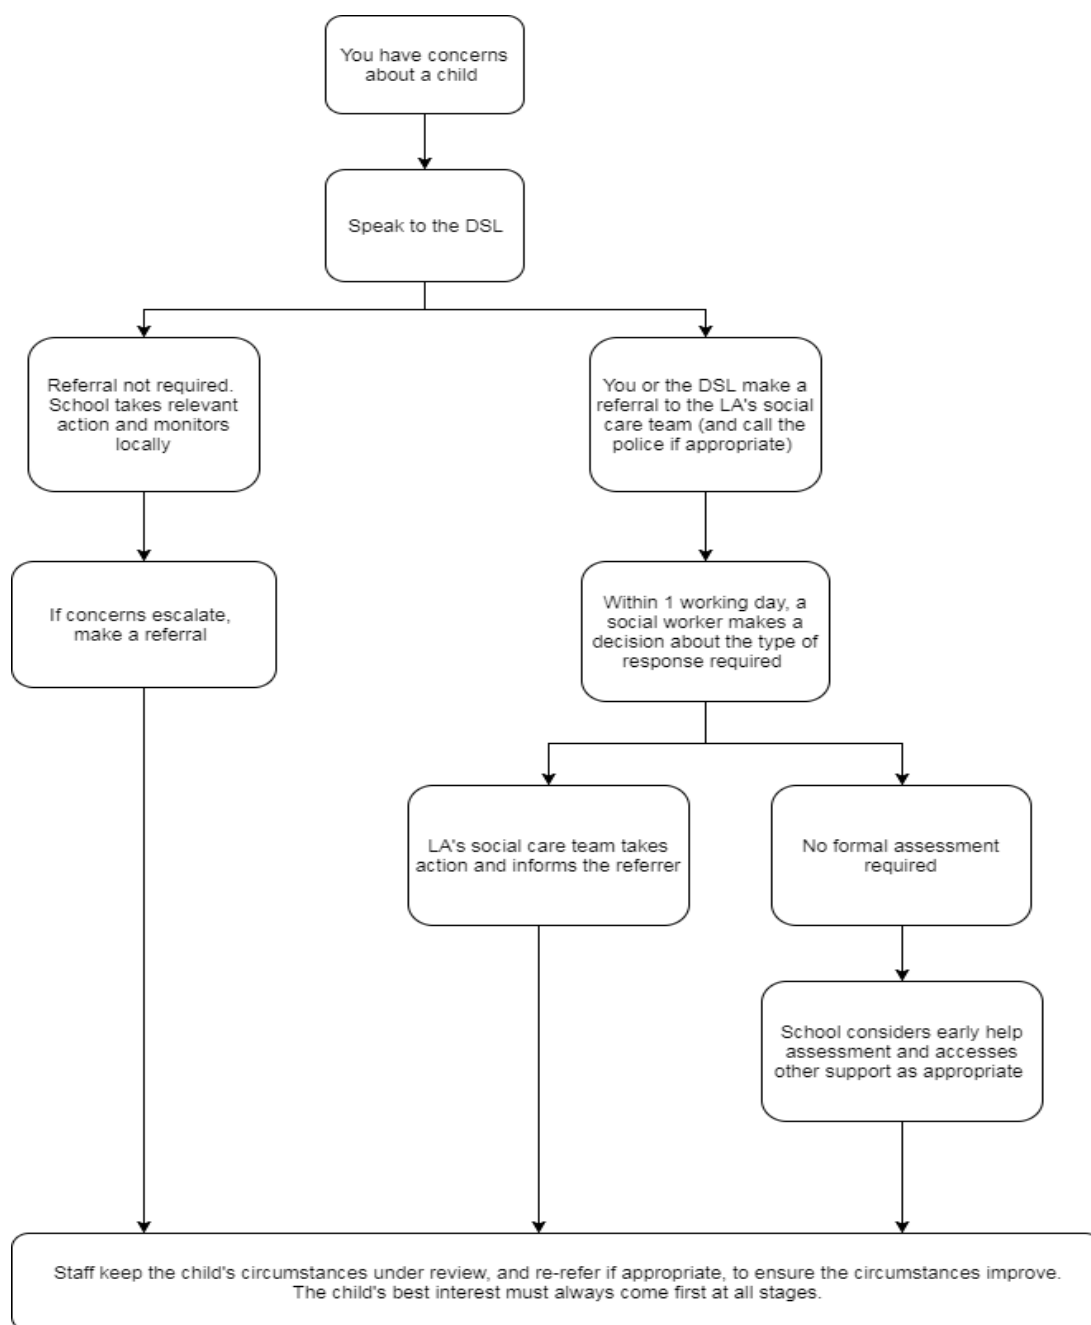 You have concerns
about a child
Speak to the DSL
Referral not required.
School takes relevant
action and monitors
locally
You or the DSL make a
referral to the LA's social
care team (and call the
police if appropriate)
If concerns escalate,
make a referral
Within 1 working day, a
social worker makes a
decision about the type of
response required
LA's social care team takes
action and informs the referrer
No formal assessment
required
School considers early help
assessment and accesses
other support as appropriate
Staff keep the child's circumstances under review, and re-refer if appropriate, to ensure the circumstances improve.
The child's best interest must always come first at all stages.